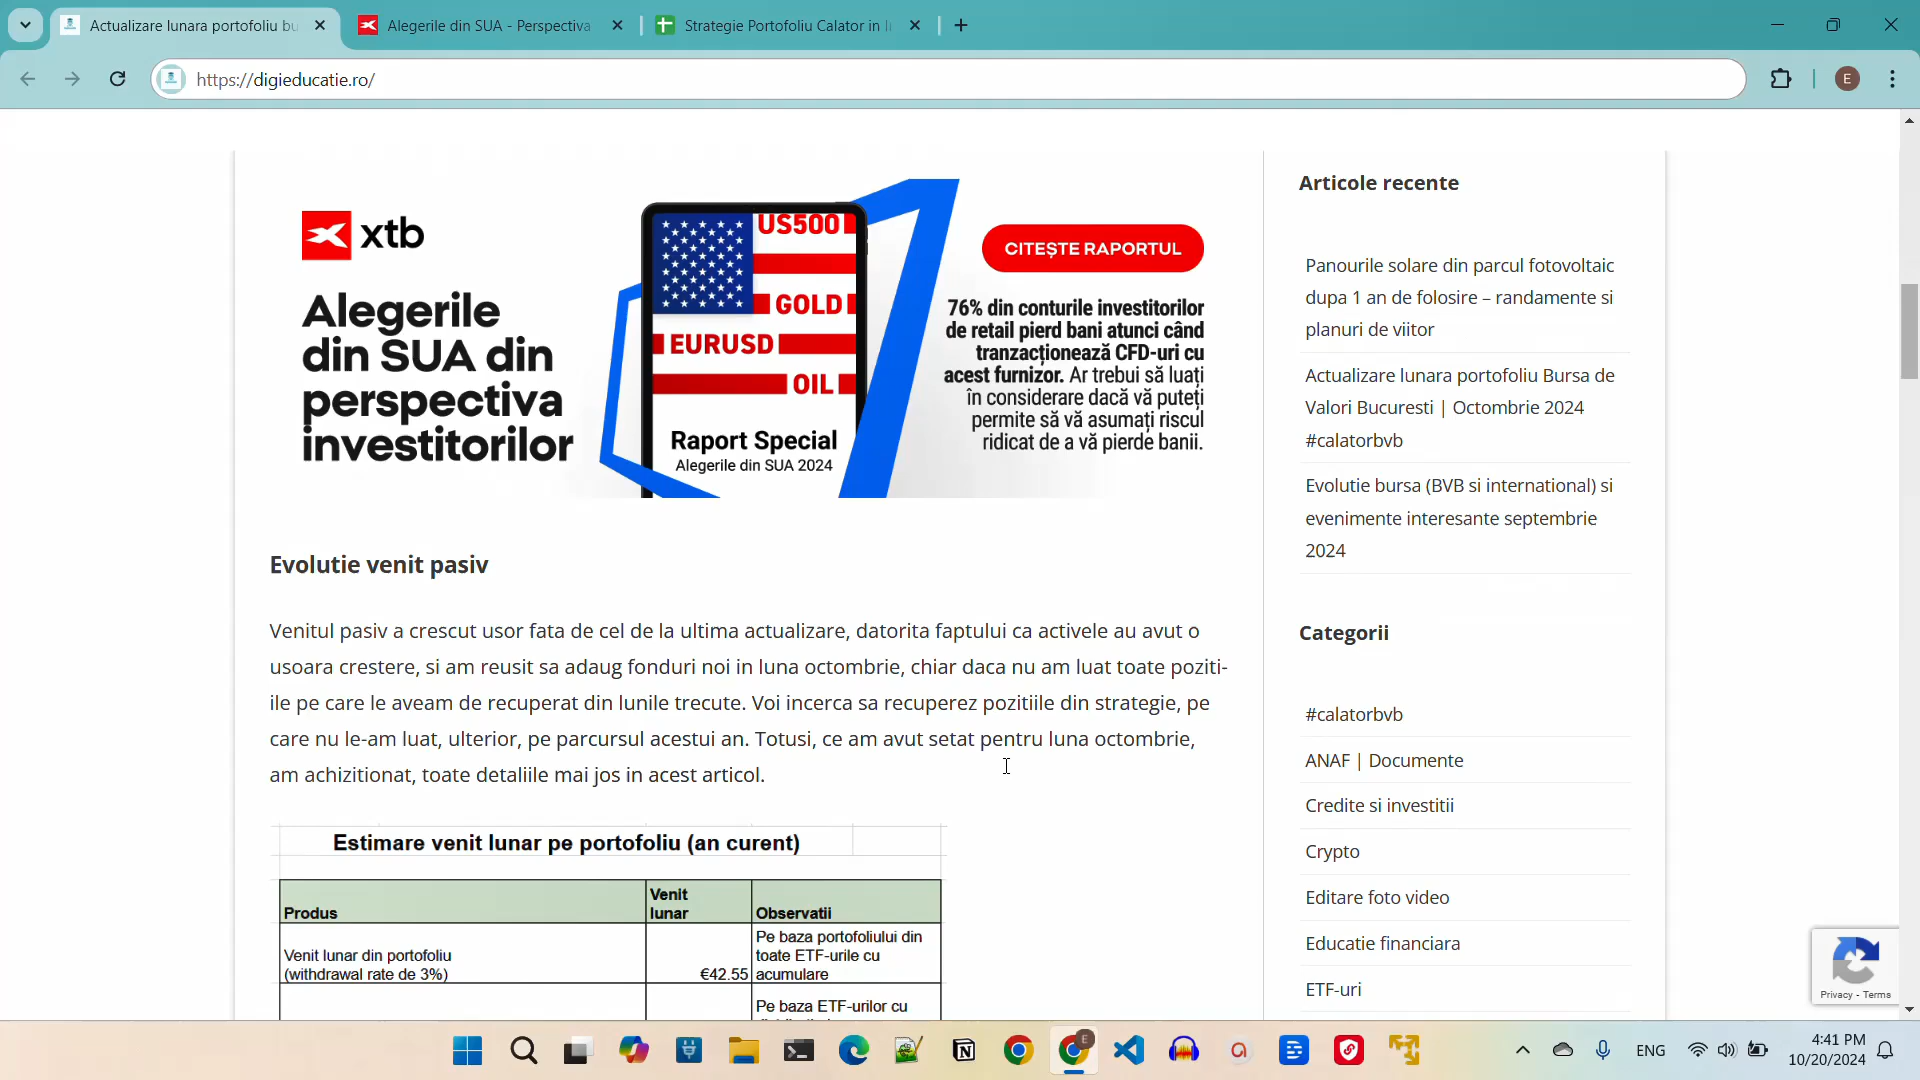 Actualizare lunara portofoliu bu
Alegerile din SUA - Perspectiva
Strategie Portofoliu Calator in I
https://digieducatie.ro/
E
xtb
Alegerile
din SUA din
perspectiva
investitorilor
US500
GOLD
EURUSD
OIL
Raport Special
Alegerile din SUA 2024
CITEȘTE RAPORTUL
76% din conturile investitorilor
de retail pierd bani atunci când
tranzacționează CFD-uri cu
acest furnizor. Ar trebui să luați
în considerare dacă vă puteți
permite să vă asumați riscul
ridicat de a vă pierde banii.
Evolutie venit pasiv
Venitul pasiv a crescut usor fata de cel de la ultima actualizare, datorita faptului ca activele au avut o
usoara crestere, si am reusit sa adaug fonduri noi in luna octombrie, chiar daca nu am luat toate poziti-
ile pe care le aveam de recuperat din lunile trecute. Voi incerca sa recuperez pozitiile din strategie, pe
care nu le-am luat, ulterior, pe parcursul acestui an. Totusi, ce am avut setat pentru luna octombrie,
am achizitionat, toate detaliile mai jos in acest articol.
Estimare venit lunar pe portofoliu (an curent)
Produs
Venit
lunar
Observatii
Venit lunar din portofoliu
(withdrawal rate de 3%)
€42.55
Pe baza portofoliului din
toate ETF-urile cu
acumulare
Pe baza ETF-urilor cu
Articole recente
Panourile solare din parcul fotovoltaic
dupa 1 an de folosire – randamente si
planuri de viitor
Actualizare lunara portofoliu Bursa de
Valori Bucuresti | Octombrie 2024
#calatorbvb
Evolutie bursa (BVB si international) si
evenimente interesante septembrie
2024
Categorii
#calatorbvb
ANAF | Documente
Credite si investitii
Crypto
Editare foto video
Educatie financiara
ETF-uri
Privacy - Terms
E
ENG
4:41 PM
10/20/2024